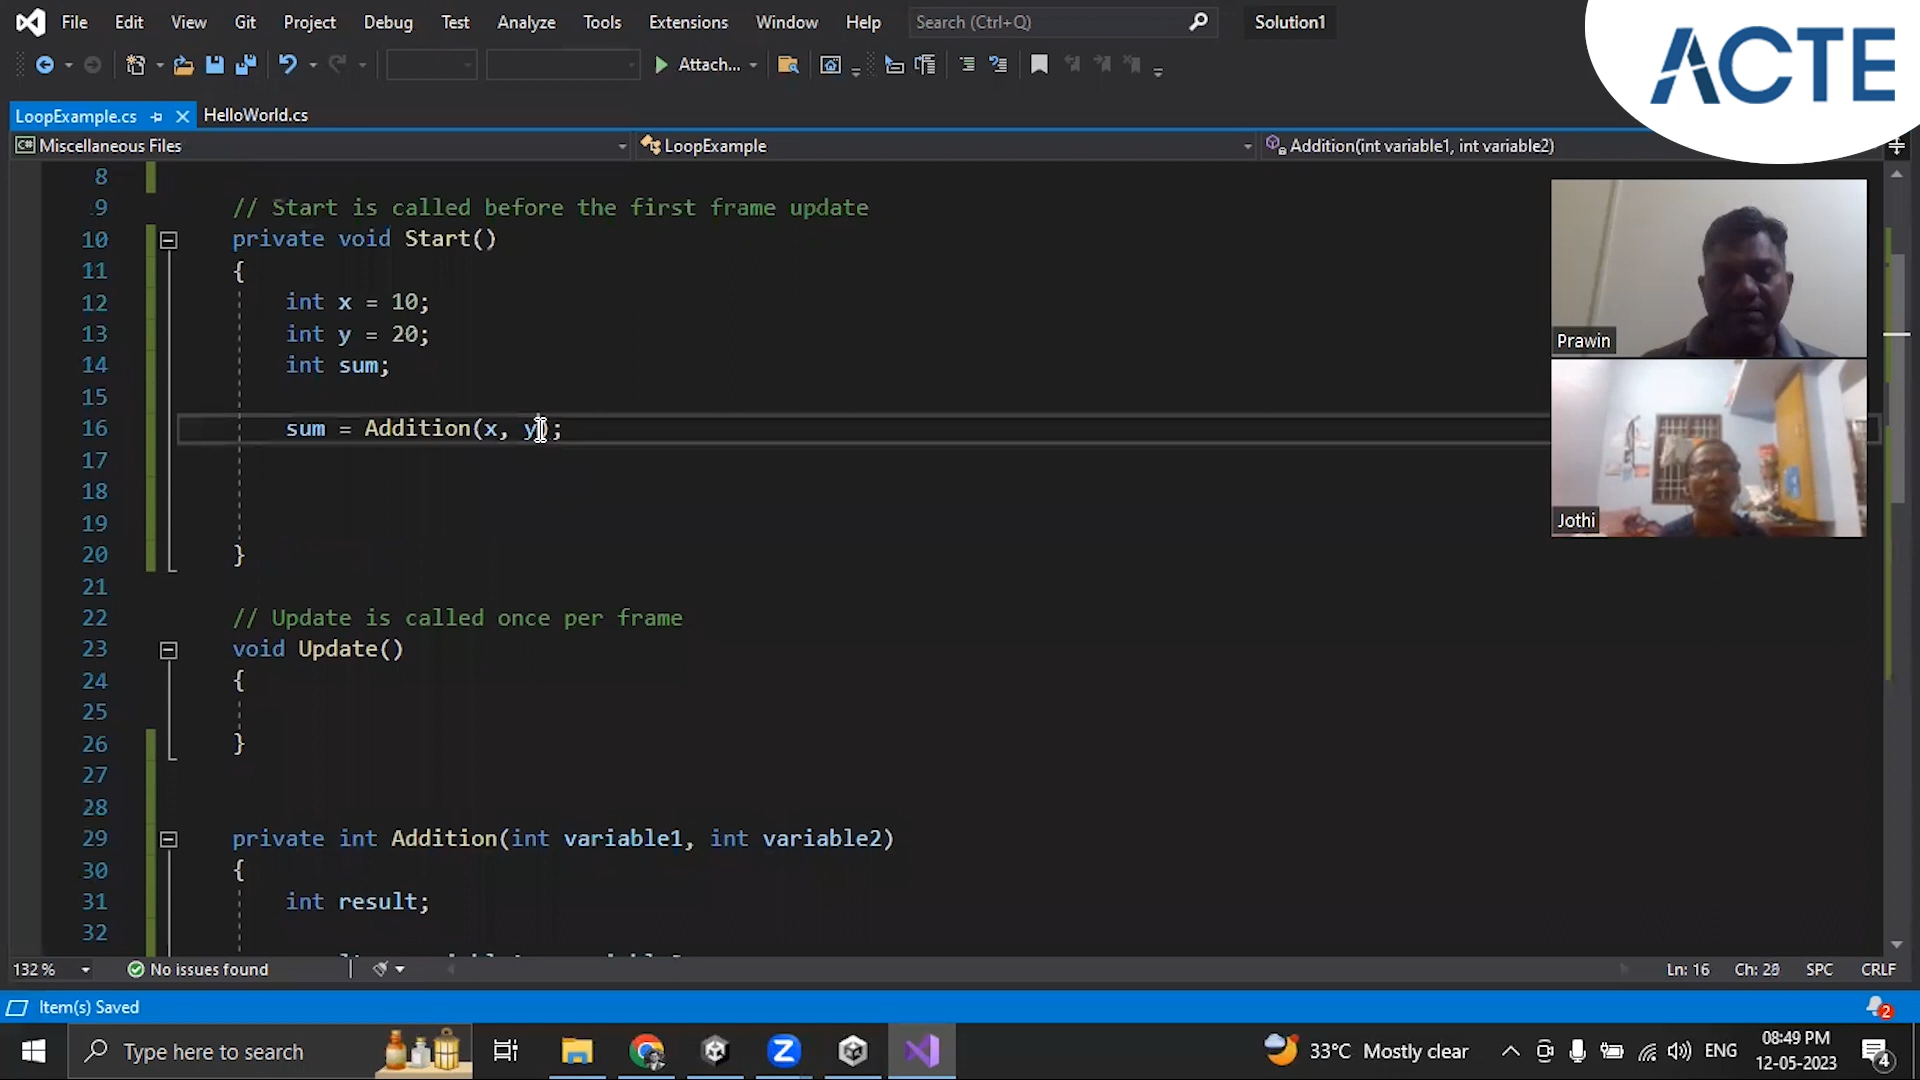 File Edit View Git Project Debug Test Analyze Tools Extensions Window Help Search (Ctrl+Q) Solution1
ACTE
Attach...
LoopExample.cs HelloWorld.cs
C# Miscellaneous Files LoopExample Addition(int variable1, int variable2)
8
9 // Start is called before the first frame update
10 private void Start()
11 {
12 int x = 10;
13 int y = 20;
14 int sum;
15
16 sum = Addition(x, y);
17
18
19
20 }
21
22 // Update is called once per frame
23 void Update()
24 {
25
26 }
27
28
29 private int Addition(int variable1, int variable2)
30 {
31 int result;
32
Prawin
Jothi
132 % No issues found Ln: 16 Ch: SPC CRLF
Item(s) Saved 2
Type here to search 33°C Mostly clear ENG 08:49 PM
12-05-2023
4